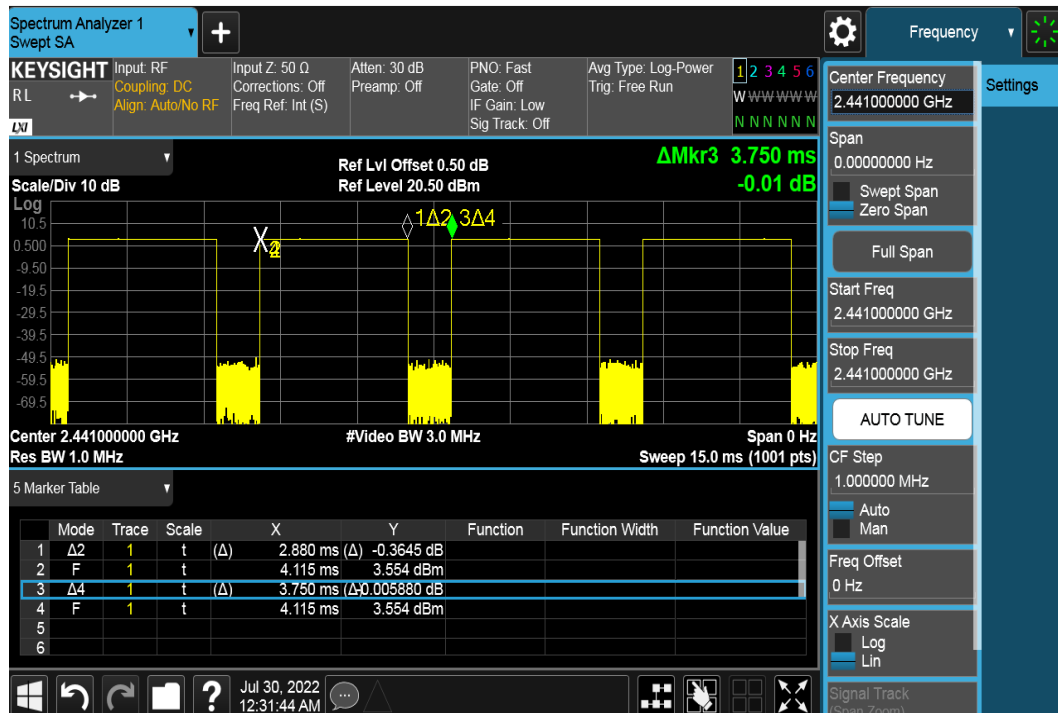 Spectrum Analyzer 1
Swept SA
+
Frequency
KEYSIGHT
RL
LXI
Input: RF
Coupling: DC
Align: Auto/No RF
Input Z: 50 Ω
Corrections: Off
Freq Ref: Int (S)
Atten: 30 dB
Preamp: Off
PNO: Fast
Gate: Off
IF Gain: Low
Sig Track: Off
Avg Type: Log-Power
Trig: Free Run
1 2 3 4 5 6
W W W W W W
N N N N N N
1 Spectrum
Scale/Div 10 dB
Ref Lvl Offset 0.50 dB
Ref Level 20.50 dBm
ΔMkr3 3.750 ms
-0.01 dB
Log
10.5
0.500
-9.50
-19.5
-29.5
-39.5
-49.5
-59.5
-69.5
X
1Δ2 3Δ4
Center 2.441000000 GHz
#Video BW 3.0 MHz
Span 0 Hz
Res BW 1.0 MHz
Sweep 15.0 ms (1001 pts)
5 Marker Table
Mode Trace Scale X Y Function Function Width Function Value
1 Δ2 1 t (Δ) 2.880 ms (Δ) -0.3645 dB
2 F 1 t 4.115 ms 3.554 dBm
3 Δ4 1 t (Δ) 3.750 ms (Δ) -0.005880 dB
4 F 1 t 4.115 ms 3.554 dBm
5
6
?
Jul 30, 2022
12:31:44 AM
Center Frequency
2.441000000 GHz
Span
0.00000000 Hz
Swept Span
Zero Span
Full Span
Start Freq
2.441000000 GHz
Stop Freq
2.441000000 GHz
AUTO TUNE
CF Step
1.000000 MHz
Auto
Man
Freq Offset
0 Hz
X Axis Scale
Log
Lin
Signal Track
(Span Zoom)
Settings